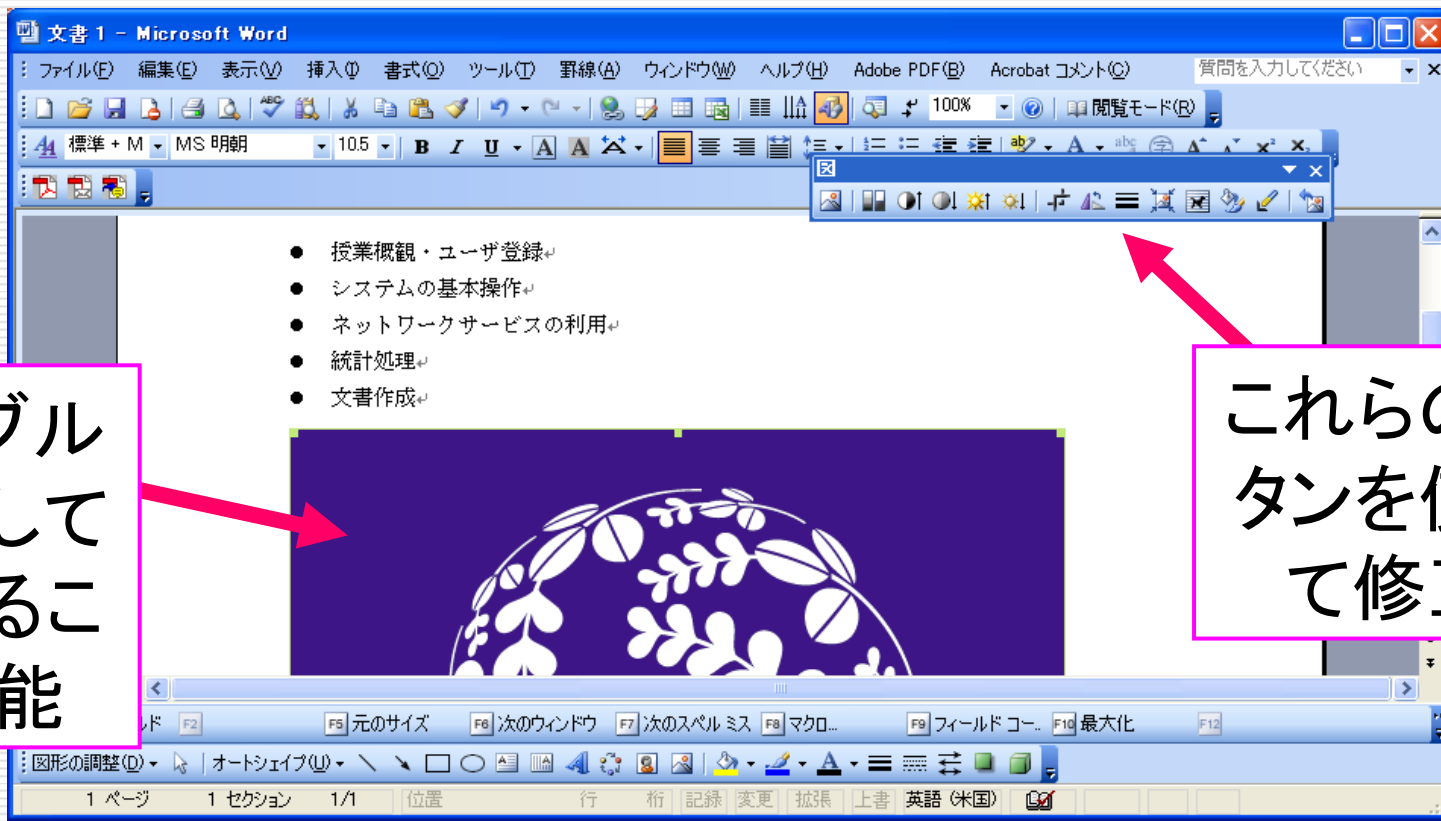 文書 1 - Microsoft Word
ファイル(F) 編集(E) 表示(V) 挿入(I) 書式(O) ツール(T) 罫線(A) ウィンドウ(W) ヘルプ(H) Adobe PDF(B) Acrobat コメント(C) 質問を入力してください
100% 閲覧モード(R)
標準 + M MS 明朝 10.5 B I U A A
図
● 授業概観・ユーザ登録
● システムの基本操作
● ネットワークサービスの利用
● 統計処理
● 文書作成
ブル
して
るこ
能
これらの
タンを使
て修正
ルド F2 F5 元のサイズ F6 次のウィンドウ F7 次のスペル ミス F8 マクロ... F9 フィールド コー.. F10 最大化 F12
図形の調整(D) オートシェイプ(U)
1 ページ 1 セクション 1/1 位置 行 桁 記録 変更 拡張 上書 英語 (米国)